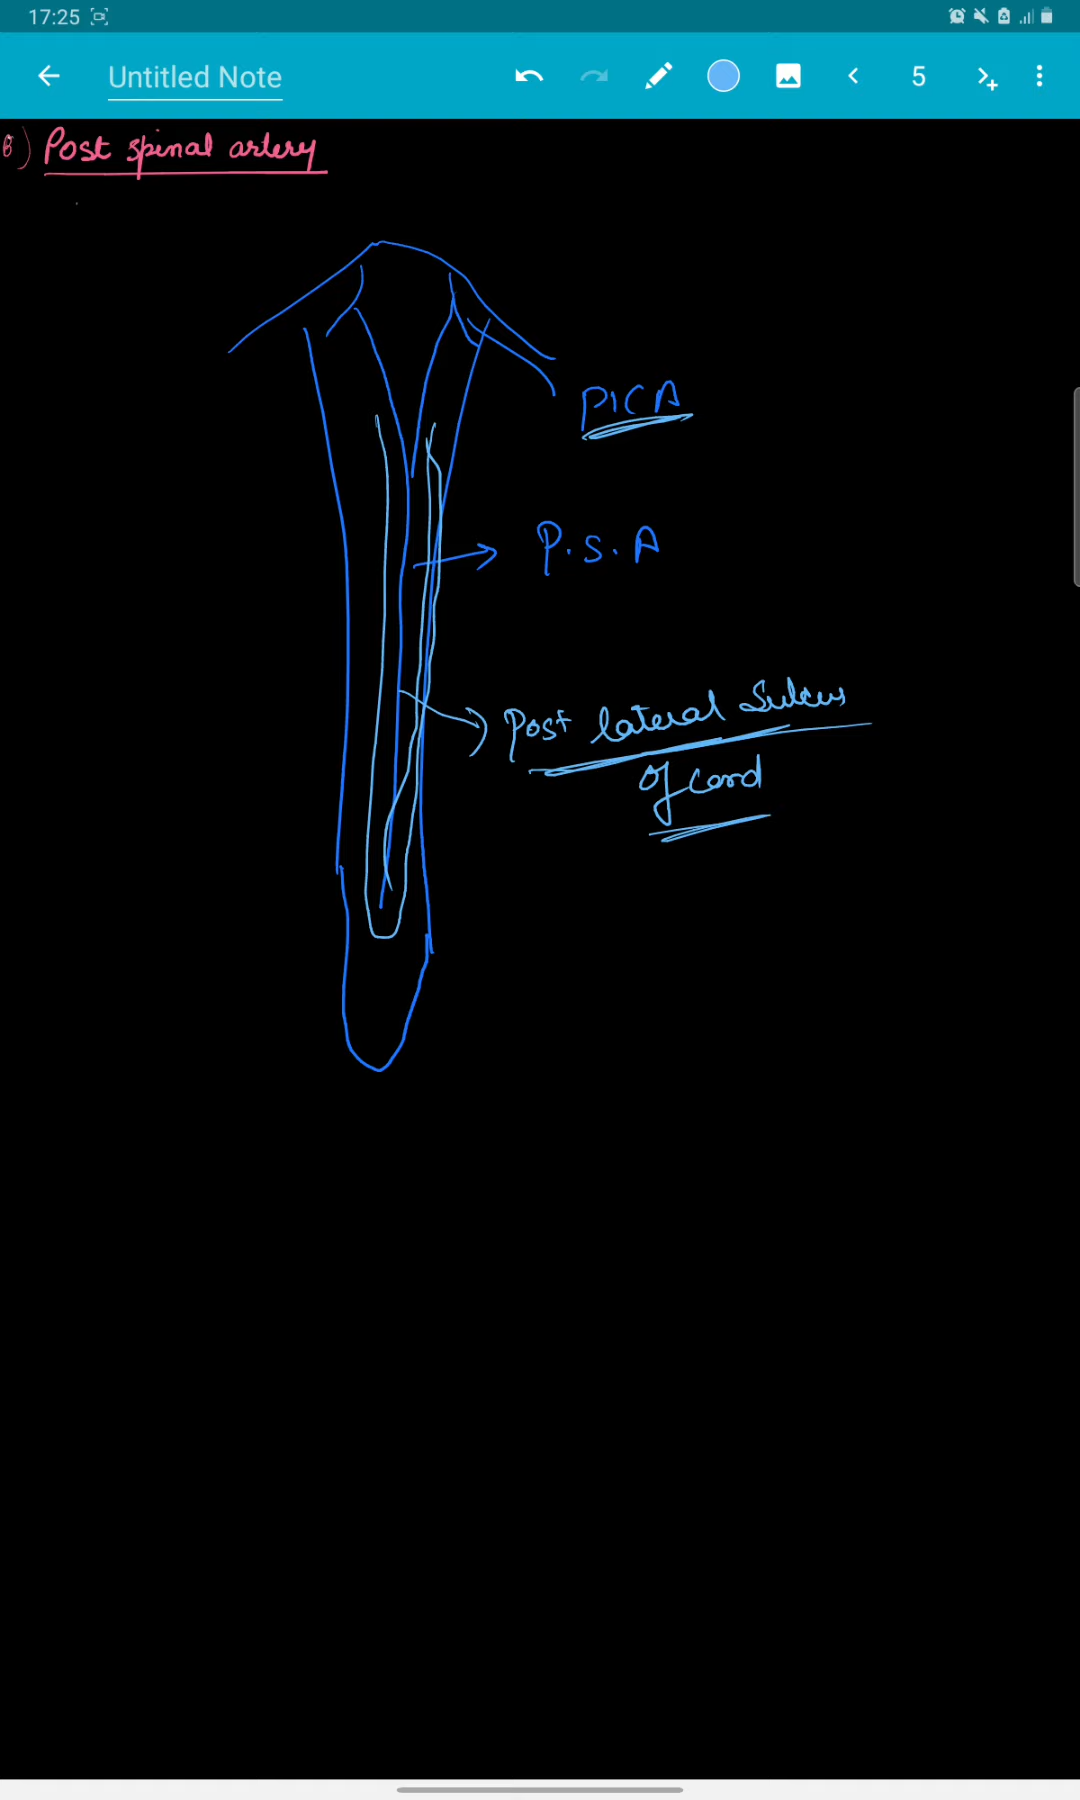 17:25
Untitled Note
5
B) Post spinal artery
PICA
P.S.A
Post lateral Sulcus
of cord